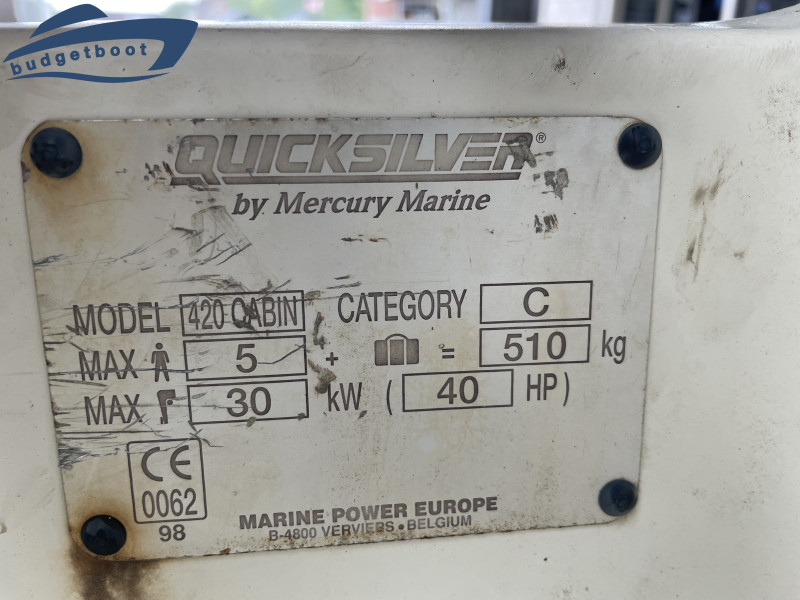 budgetboot
QUICKSILVER®
by Mercury Marine
MODEL 420 CABIN CATEGORY C
MAX 5 + = 510 kg
MAX 30 kW ( 40 HP )
CE
0062
98
MARINE POWER EUROPE
B-4800 VERVIERS • BELGIUM